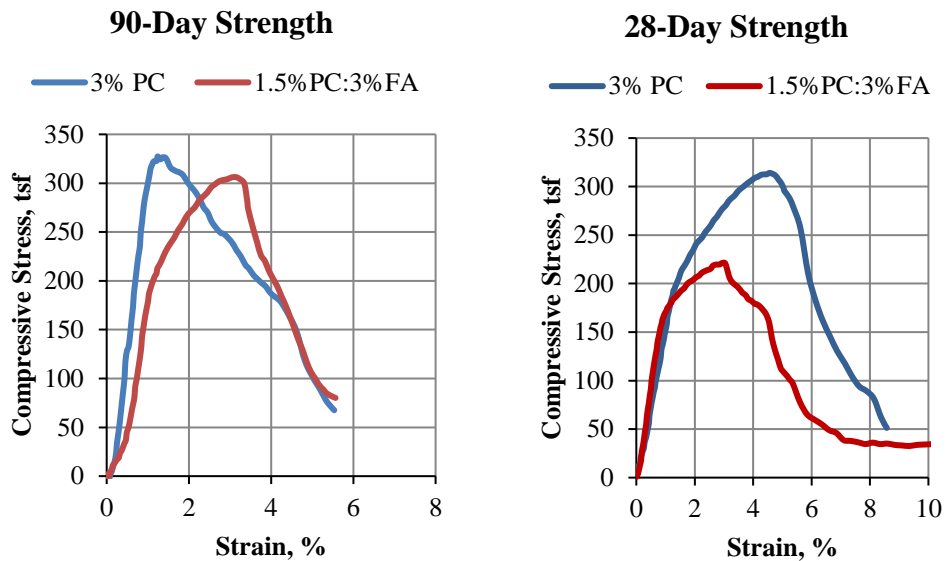 90-Day Strength
3% PC 1.5%PC:3%FA
Compressive Stress, tsf
350
300
250
200
150
100
50
0
0 2 4 6 8
Strain, %
28-Day Strength
3% PC 1.5%PC:3%FA
Compressive Stress, tsf
350
300
250
200
150
100
50
0
0 2 4 6 8 10
Strain, %